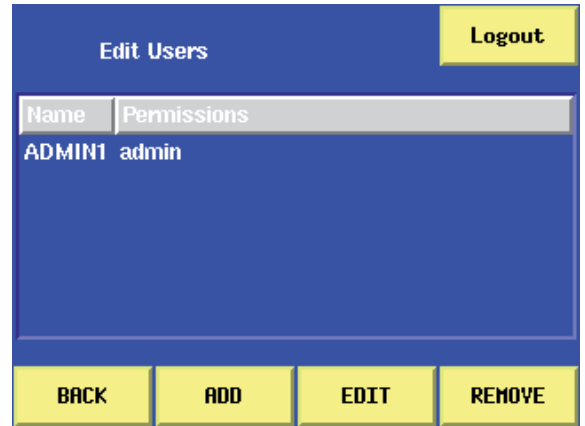 Edit Users
Logout
Name Permissions
ADMIN1 admin
BACK ADD EDIT REMOVE